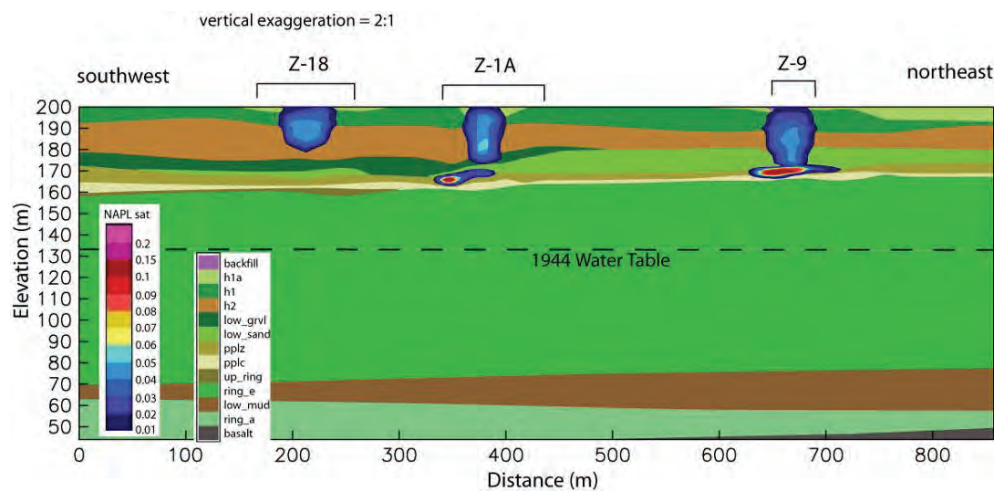 vertical exaggeration = 2:1
southwest
Z-18
Z-1A
Z-9
northeast
200
190
180
170
160
150
140
130
120
110
100
90
80
70
60
50
Elevation (m)
NAPL sat
0.2
0.15
0.1
0.09
0.08
0.07
0.06
0.05
0.04
0.03
0.02
0.01
backfill
h1a
h1
h2
low_grvl
low_sand
pplz
pplc
up_ring
ring_e
low_mud
ring_a
basalt
1944 Water Table
0
100
200
300
400
500
600
700
800
Distance (m)